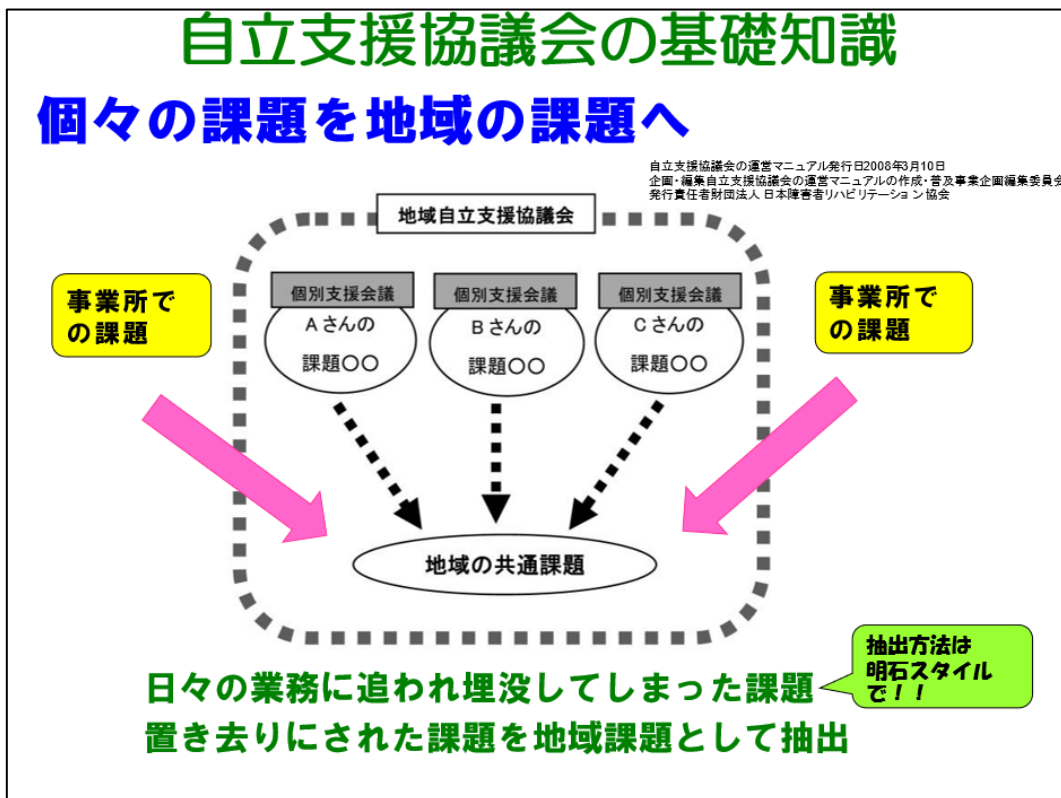 自立支援協議会の基礎知識
個々の課題を地域の課題へ
自立支援協議会の運営マニュアル発行日2008年3月10日
企画・編集自立支援協議会の運営マニュアルの作成・普及事業企画編集委員会
発行責任者財団法人 日本障害者リハビリテーション協会
地域自立支援協議会
事業所で
の課題
個別支援会議
Aさんの
課題〇〇
個別支援会議
Bさんの
課題〇〇
個別支援会議
Cさんの
課題〇〇
事業所で
の課題
地域の共通課題
日々の業務に追われ埋没してしまった課題
置き去りにされた課題を地域課題として抽出
抽出方法は
明石スタイル
で！！